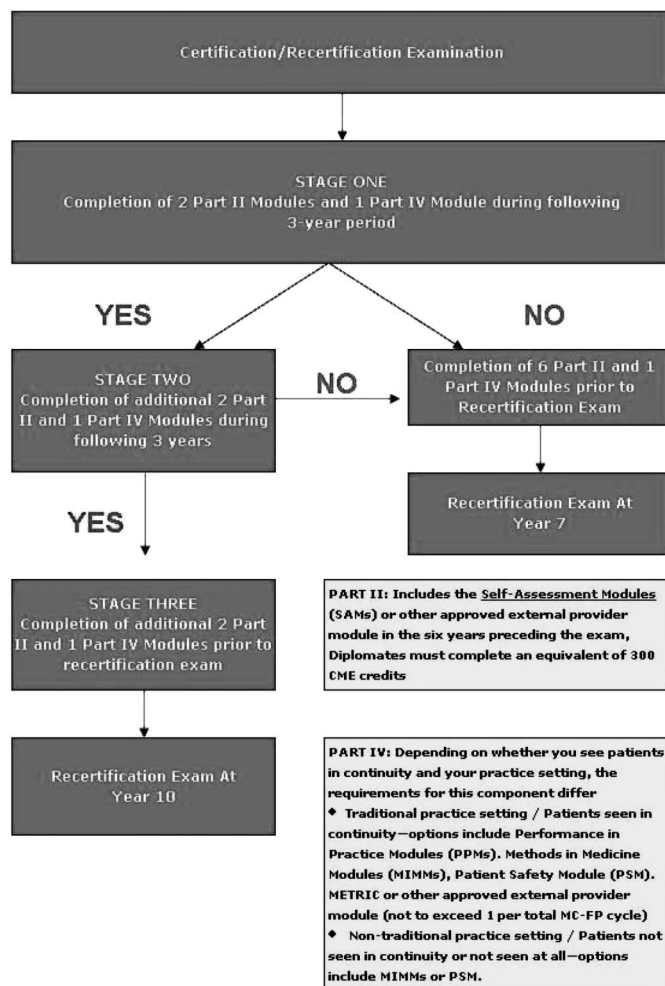 Certification/Recertification Examination
STAGE ONE
Completion of 2 Part II Modules and 1 Part IV Module during following
3-year period
YES
NO
STAGE TWO
Completion of additional 2 Part
II and 1 Part IV Modules during
following 3 years
NO
Completion of 6 Part II and 1
Part IV Modules prior to
Recertification Exam
YES
Recertification Exam At
Year 7
STAGE THREE
Completion of additional 2 Part
II and 1 Part IV Modules prior to
recertification exam
Recertification Exam At
Year 10
PART II: Includes the Self-Assessment Modules
(SAMs) or other approved external provider
module in the six years preceding the exam,
Diplomates must complete an equivalent of 300
CME credits
PART IV: Depending on whether you see patients
in continuity and your practice setting, the
requirements for this component differ
♦ Traditional practice setting / Patients seen in
continuity—options include Performance in
Practice Modules (PPMs). Methods in Medicine
Modules (MIMMs), Patient Safety Module (PSM).
METRIC or other approved external provider
module (not to exceed 1 per total MC-FP cycle)
♦ Non-traditional practice setting / Patients not
seen in continuity or not seen at all—options
include MIMMs or PSM.